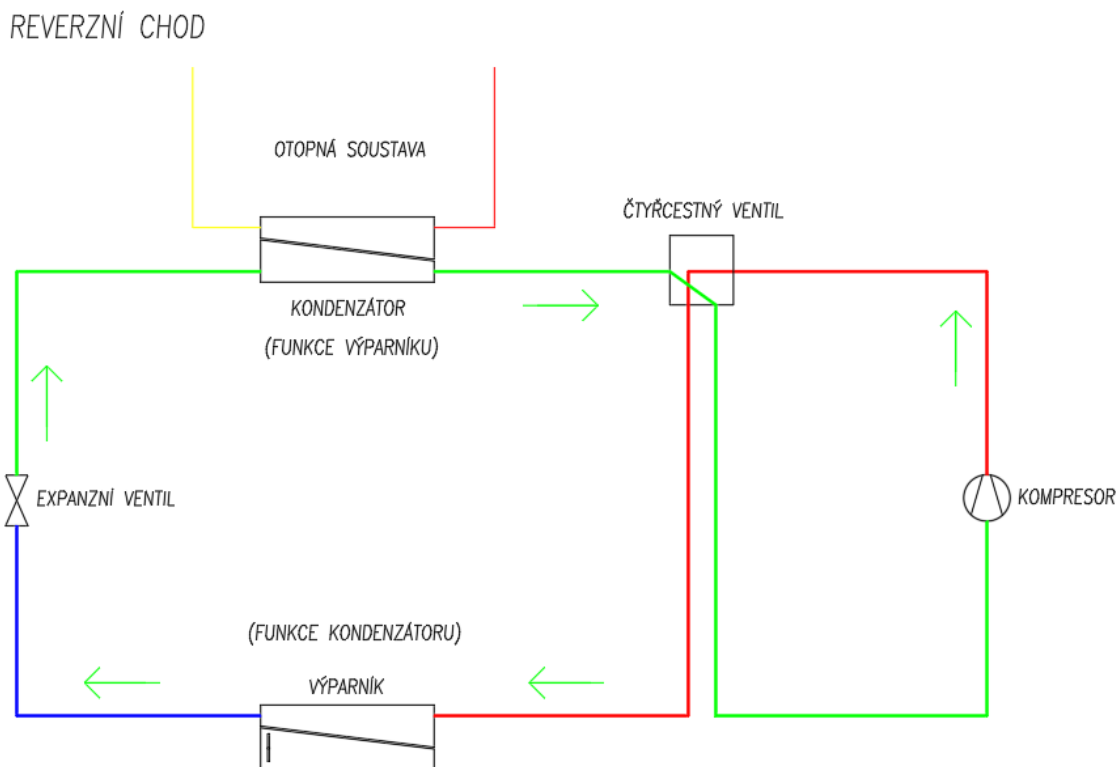 REVERZNÍ CHOD
OTOPNÁ SOUSTAVA
ČTYŘCESTNÝ VENTIL
KONDENZÁTOR
(FUNKCE VÝPARNÍKU)
EXPANZNÍ VENTIL
KOMPRESOR
(FUNKCE KONDENZÁTORU)
VÝPARNÍK